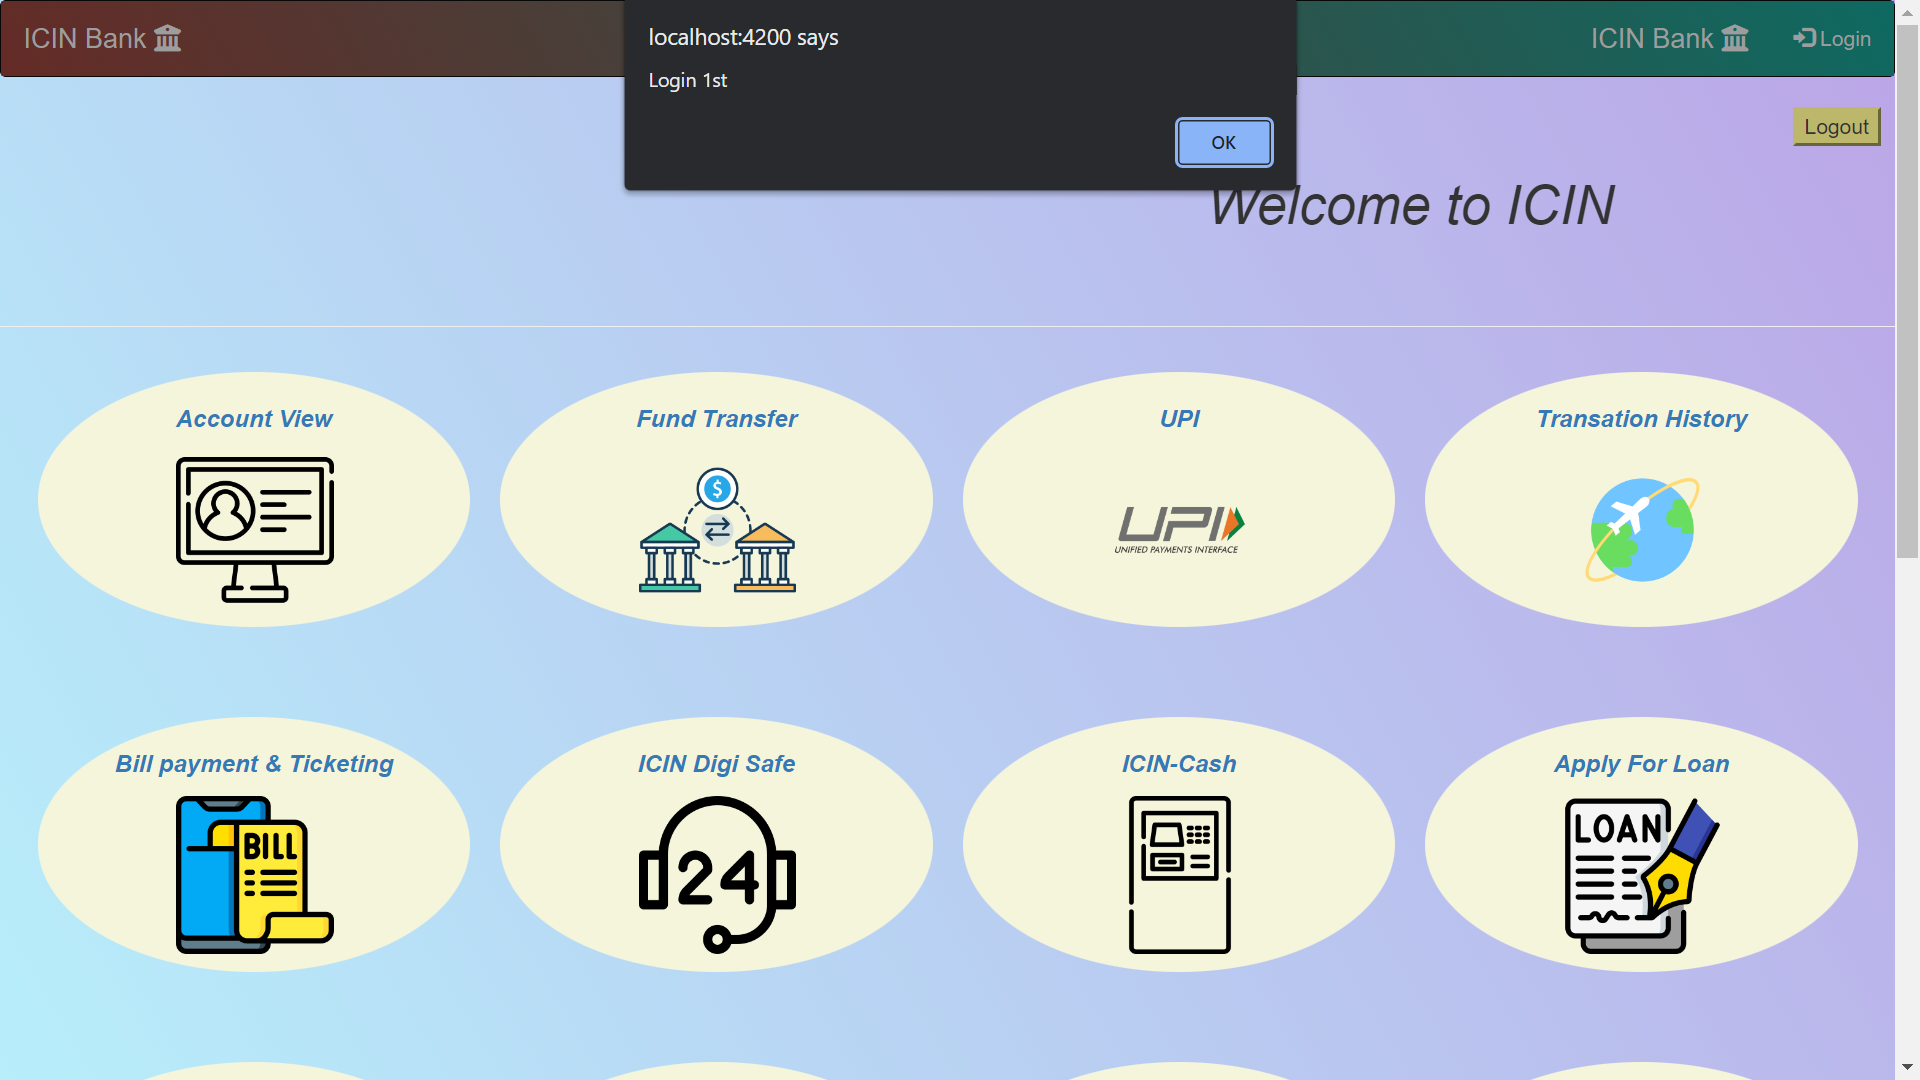 ICIN Bank
localhost:4200 says
Login 1st
OK
ICIN Bank
Login
Logout
Welcome to ICIN
Account View
Fund Transfer
$
UPI
UPI
UNIFIED PAYMENTS INTERFACE
Transation History
Bill payment & Ticketing
BILL
ICIN Digi Safe
24
ICIN-Cash
Apply For Loan
LOAN